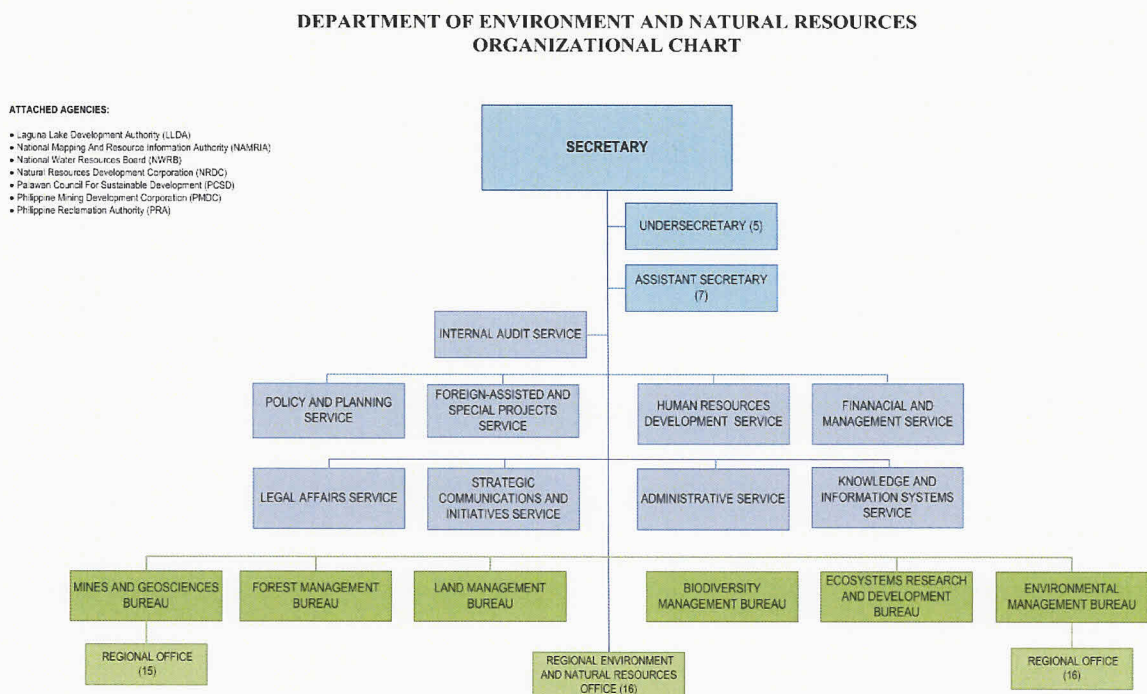 DEPARTMENT OF ENVIRONMENT AND NATURAL RESOURCES
ORGANIZATIONAL CHART
ATTACHED AGENCIES:
• Laguna Lake Development Authority (LLDA)
• National Mapping And Resource Information Authority (NAMRIA)
• National Water Resources Board (NWRB)
• Natural Resources Development Corporation (NRDC)
• Palawan Council For Sustainable Development (PCSD)
• Philippine Mining Development Corporation (PMDC)
• Philippine Reclamation Authority (PRA)
SECRETARY
UNDERSECRETARY (5)
ASSISTANT SECRETARY
(7)
INTERNAL AUDIT SERVICE
POLICY AND PLANNING
SERVICE
FOREIGN-ASSISTED AND
SPECIAL PROJECTS
SERVICE
HUMAN RESOURCES
DEVELOPMENT SERVICE
FINANACIAL AND
MANAGEMENT SERVICE
LEGAL AFFAIRS SERVICE
STRATEGIC
COMMUNICATIONS AND
INITIATIVES SERVICE
ADMINISTRATIVE SERVICE
KNOWLEDGE AND
INFORMATION SYSTEMS
SERVICE
MINES AND GEOSCIENCES
BUREAU
FOREST MANAGEMENT
BUREAU
LAND MANAGEMENT
BUREAU
BIODIVERSITY
MANAGEMENT BUREAU
ECOSYSTEMS RESEARCH
AND DEVELOPMENT
BUREAU
ENVIRONMENTAL
MANAGEMENT BUREAU
REGIONAL OFFICE
(15)
REGIONAL ENVIRONMENT
AND NATURAL RESOURCES
OFFICE (16)
REGIONAL OFFICE
(16)